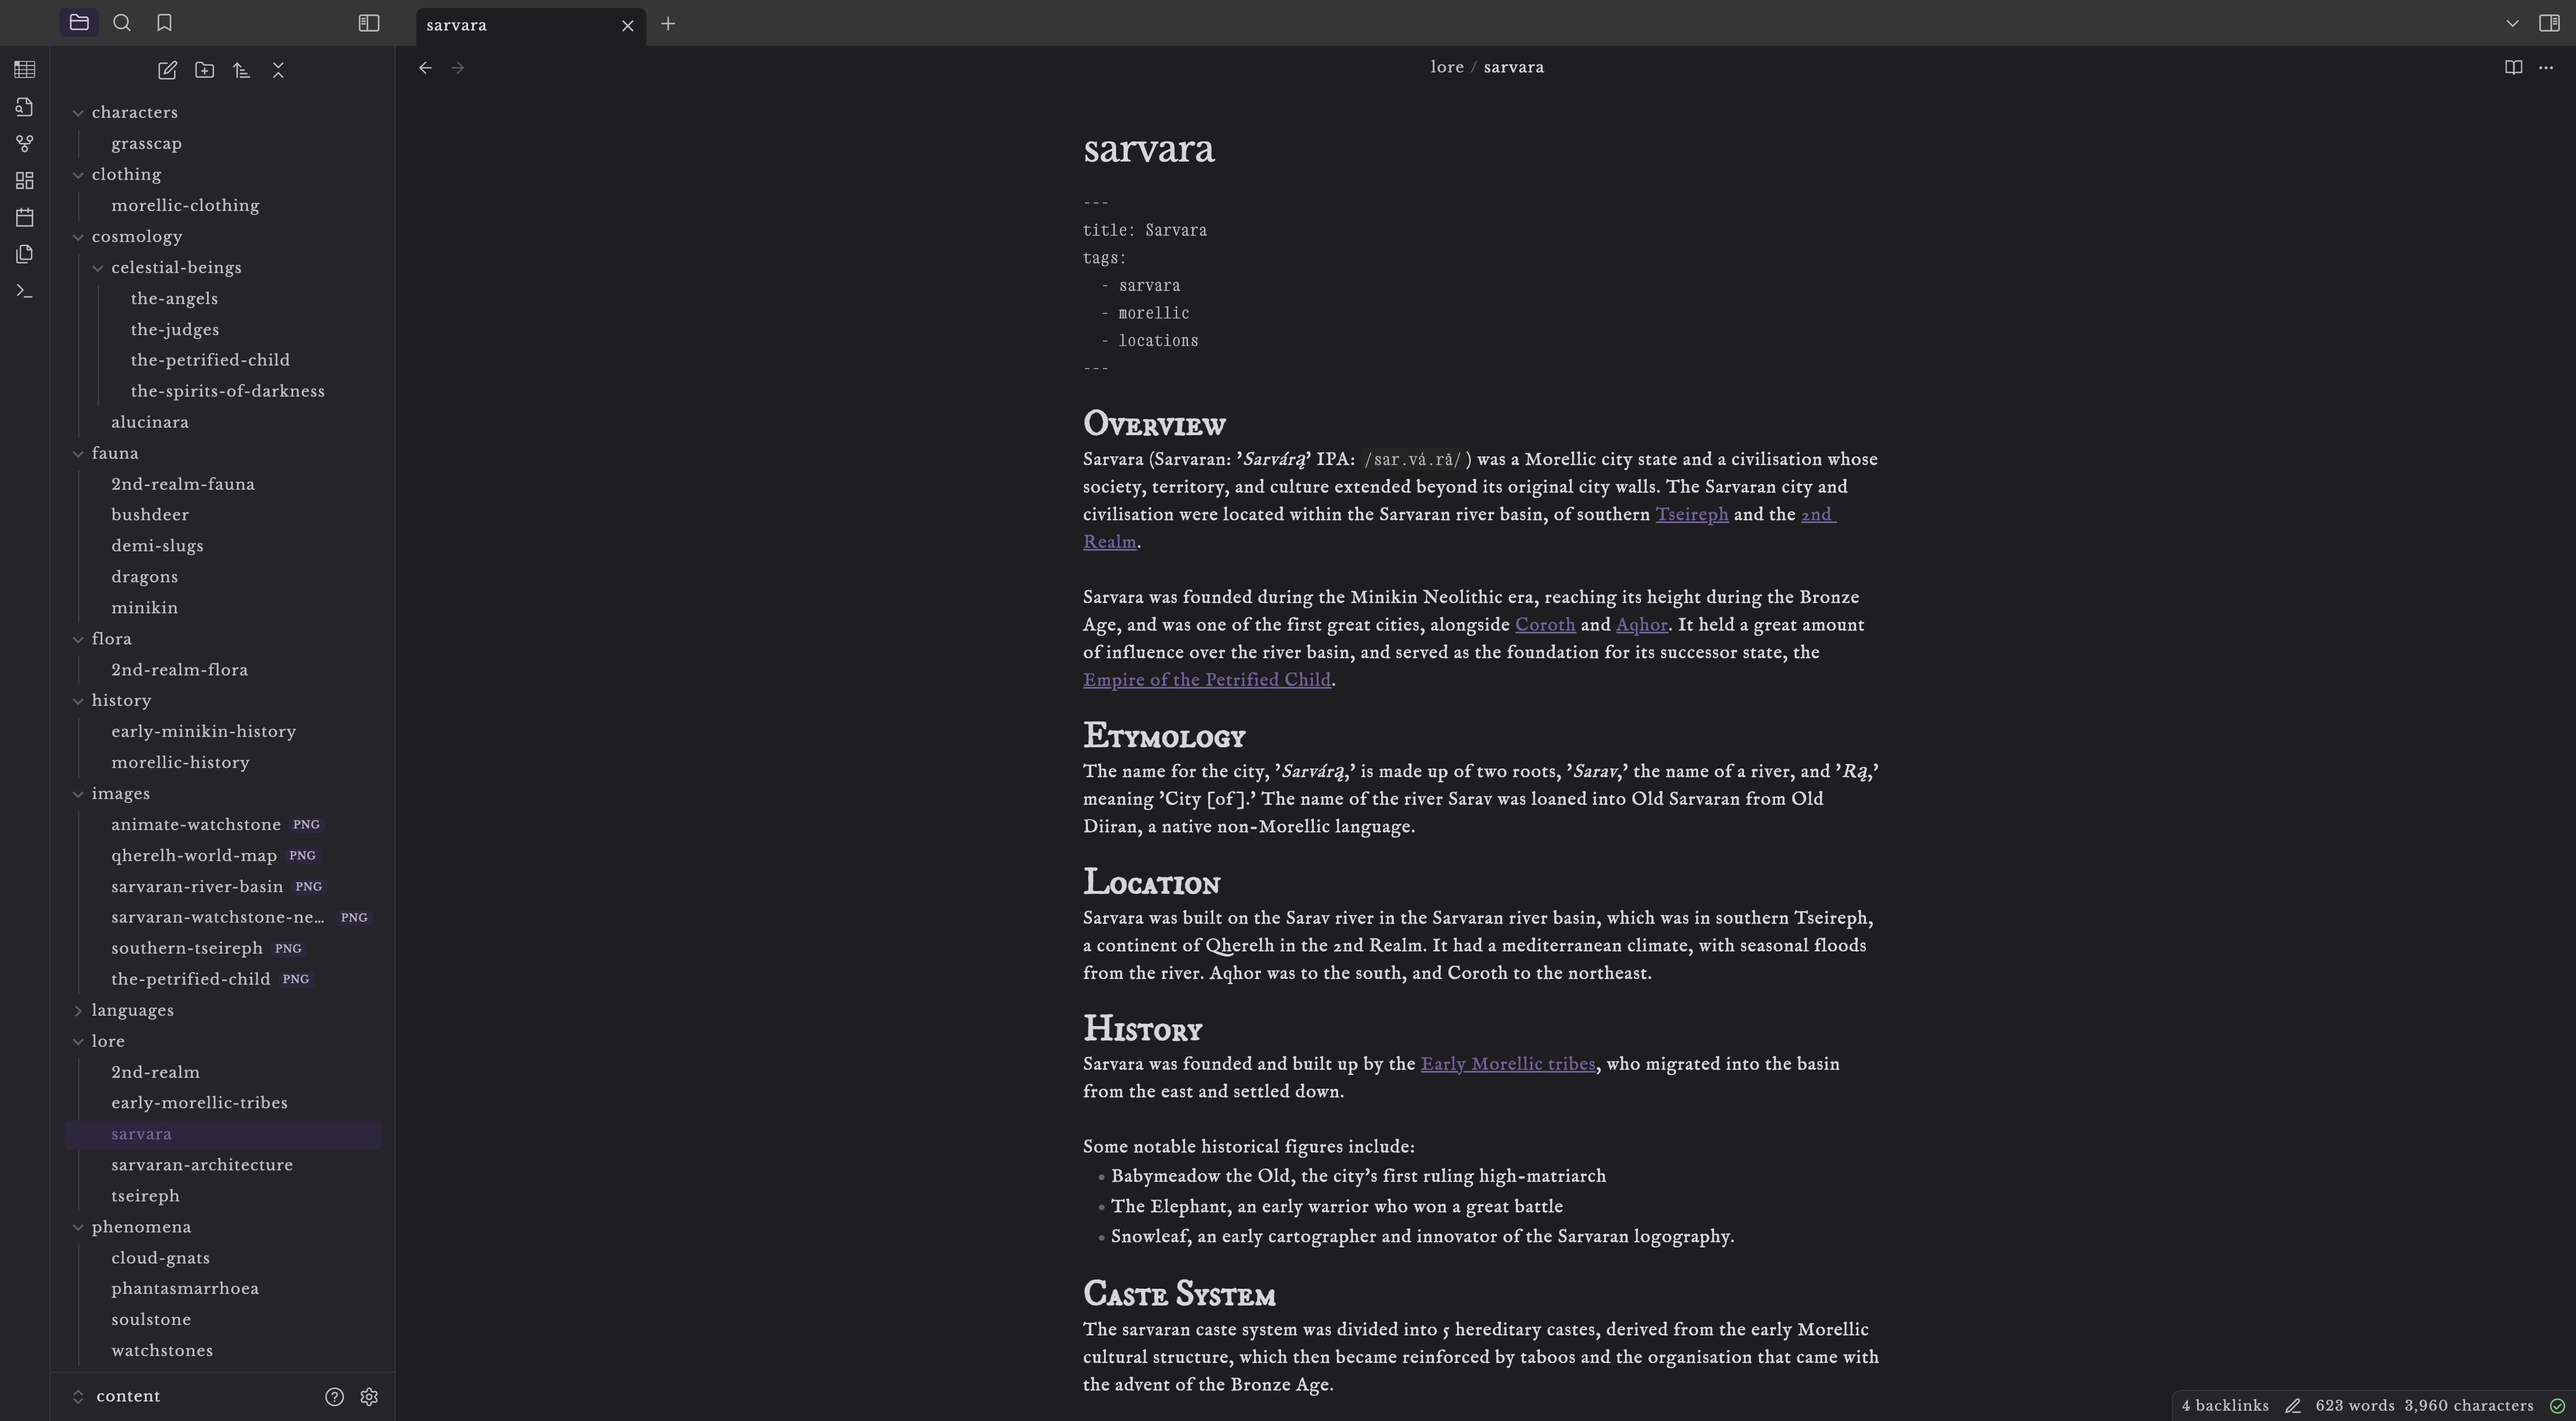 sarvara
lore / sarvara
characters
grasscap
clothing
morellic-clothing
cosmology
celestial-beings
the-angels
the-judges
the-petrified-child
the-spirits-of-darkness
alucinara
fauna
2nd-realm-fauna
bushdeer
demi-slugs
dragons
minikin
flora
2nd-realm-flora
history
early-minikin-history
morellic-history
images
animate-watchstone PNG
qherelh-world-map PNG
sarvaran-river-basin PNG
sarvaran-watchstone-ne... PNG
southern-tseireph PNG
the-petrified-child PNG
languages
lore
2nd-realm
early-morellic-tribes
sarvara
sarvaran-architecture
tseireph
phenomena
cloud-gnats
phantasmarrhoea
soulstone
watchstones
content
sarvara
---
title: Sarvara
tags:
- sarvara
- morellic
- locations
---
Overview
Sarvara (Sarvaran: 'Sarvárą' IPA: /sar.vá.rã/) was a Morellic city state and a civilisation whose
society, territory, and culture extended beyond its original city walls. The Sarvaran city and
civilisation were located within the Sarvaran river basin, of southern Tseireph and the 2nd
Realm.
Sarvara was founded during the Minikin Neolithic era, reaching its height during the Bronze
Age, and was one of the first great cities, alongside Coroth and Aqhor. It held a great amount
of influence over the river basin, and served as the foundation for its successor state, the
Empire of the Petrified Child.
Etymology
The name for the city, 'Sarvárą,' is made up of two roots, 'Sarav,' the name of a river, and 'Rą,'
meaning 'City [of].' The name of the river Sarav was loaned into Old Sarvaran from Old
Diiran, a native non-Morellic language.
Location
Sarvara was built on the Sarav river in the Sarvaran river basin, which was in southern Tseireph,
a continent of Qherelh in the 2nd Realm. It had a mediterranean climate, with seasonal floods
from the river. Aqhor was to the south, and Coroth to the northeast.
History
Sarvara was founded and built up by the Early Morellic tribes, who migrated into the basin
from the east and settled down.
Some notable historical figures include:
• Babymeadow the Old, the city's first ruling high-matriarch
• The Elephant, an early warrior who won a great battle
• Snowleaf, an early cartographer and innovator of the Sarvaran logography.
Caste System
The sarvaran caste system was divided into 5 hereditary castes, derived from the early Morellic
cultural structure, which then became reinforced by taboos and the organisation that came with
the advent of the Bronze Age.
4 backlinks 623 words 3,960 characters